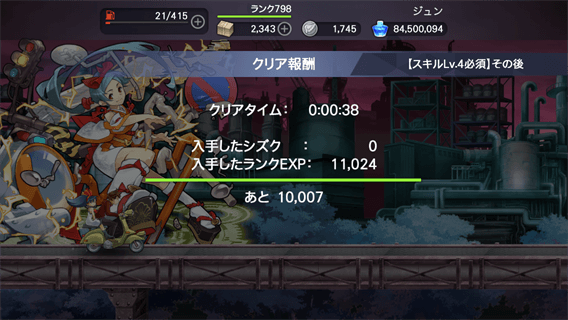 ランク798
ジュン
21/415
2,343
1,745
84,500,094
クリア報酬
【スキルLv.4必須】その後
クリアタイム： 0:00:38
入手したシズク ： 0
入手したランクEXP： 11,024
あと 10,007